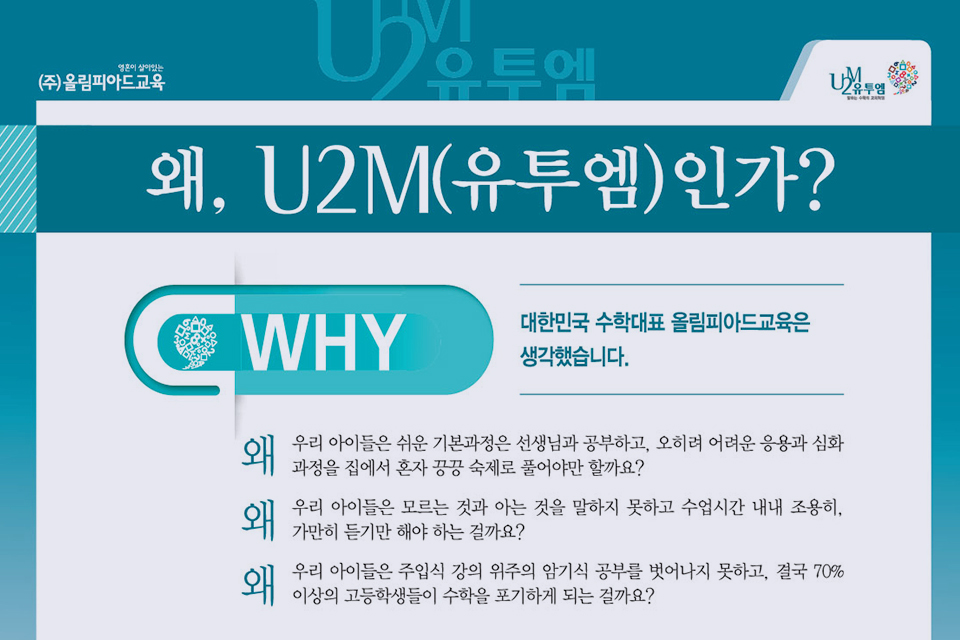 U2M
유투엠
영혼이 살아있는
(주)올림피아드교육
U2M
유투엠
말하는 수학의 교과학원
왜, U2M(유투엠)인가?
WHY
대한민국 수학대표 올림피아드교육은
생각했습니다.
왜 우리 아이들은 쉬운 기본과정은 선생님과 공부하고, 오히려 어려운 응용과 심화
과정을 집에서 혼자 끙끙 숙제로 풀어야만 할까요?
왜 우리 아이들은 모르는 것과 아는 것을 말하지 못하고 수업시간 내내 조용히,
가만히 듣기만 해야 하는 걸까요?
왜 우리 아이들은 주입식 강의 위주의 암기식 공부를 벗어나지 못하고, 결국 70%
이상의 고등학생들이 수학을 포기하게 되는 걸까요?